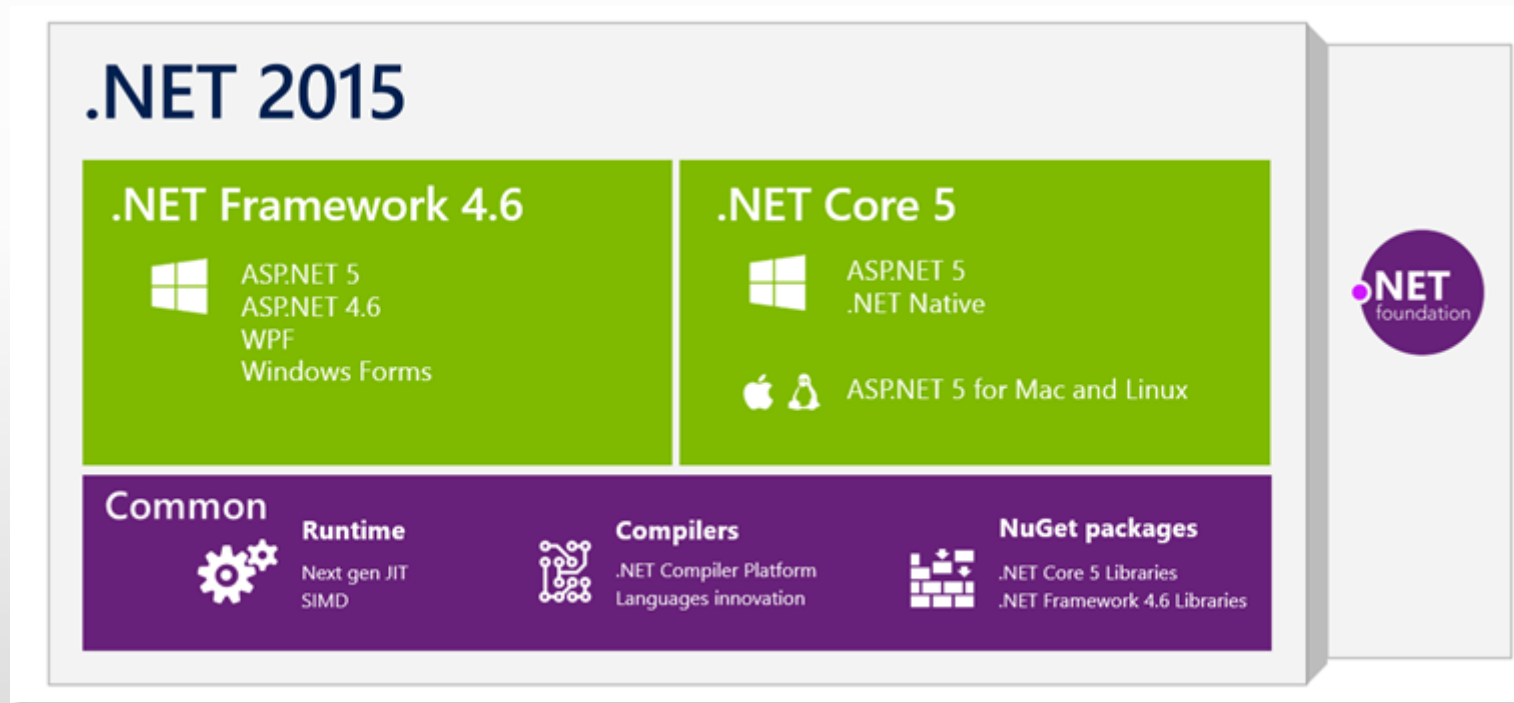 .NET 2015
.NET Framework 4.6
ASP.NET 5
ASP.NET 4.6
WPF
Windows Forms
.NET Core 5
ASP.NET 5
.NET Native
ASP.NET 5 for Mac and Linux
Common
Runtime
Next gen JIT
SIMD
Compilers
.NET Compiler Platform
Languages innovation
NuGet packages
.NET Core 5 Libraries
.NET Framework 4.6 Libraries
.NET
foundation